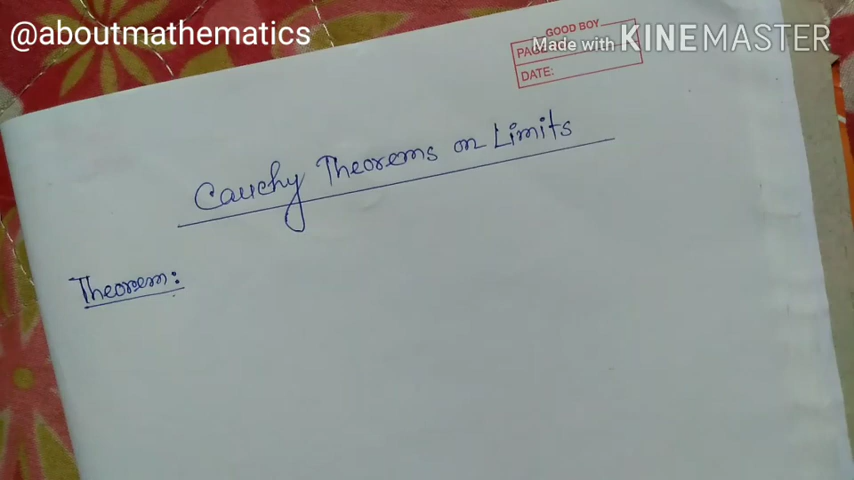 @aboutmathematics
GOOD BOY
Made with KINEMASTER
DATE:
Cauchy Theorems on Limits
Theorem: